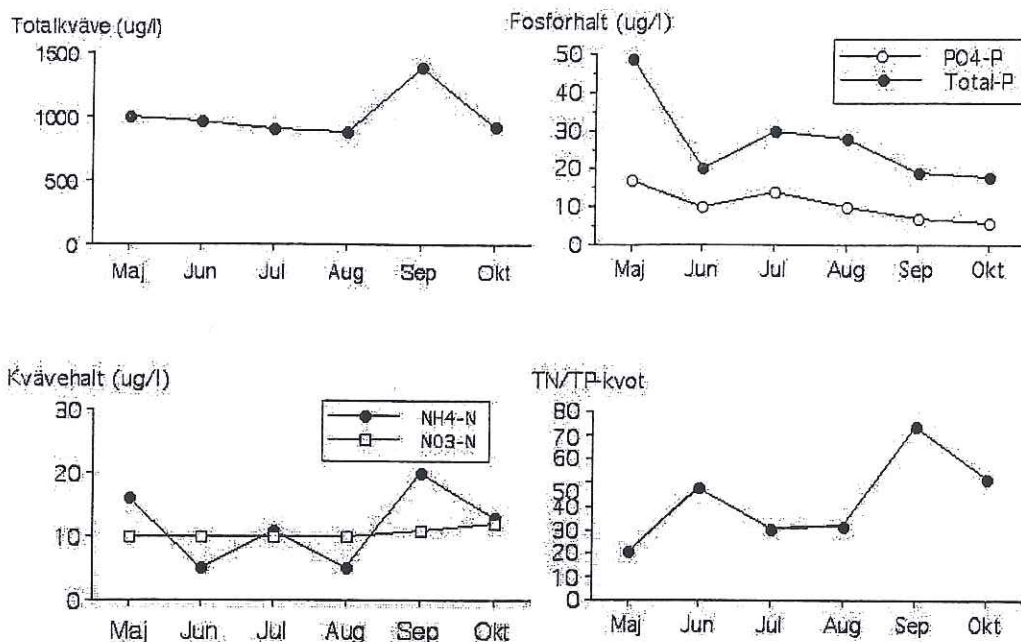 Totalkväve (ug/l)
1500
1000
500
0
Maj Jun Jul Aug Sep Okt
Fosforhalt (ug/l)
50
40
30
20
10
0
PO4-P
Total-P
Maj Jun Jul Aug Sep Okt
Kvävehalt (ug/l)
30
20
10
0
NH4-N
NO3-N
Maj Jun Jul Aug Sep Okt
TN/TP-kvot
80
70
60
50
40
30
20
10
0
Maj Jun Jul Aug Sep Okt